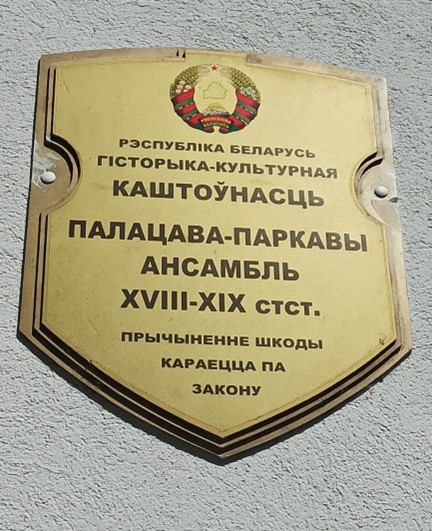 РЭСПУБЛІКА БЕЛАРУСЬ
ГІСТОРЫКА-КУЛЬТУРНАЯ
КАШТОЎНАСЦЬ
ПАЛАЦАВА-ПАРКАВЫ
АНСАМБЛЬ
XVIII-XIX СТСТ.
ПРЫЧЫНЕННЕ ШКОДЫ
КАРАЕЦЦА ПА
ЗАКОНУ